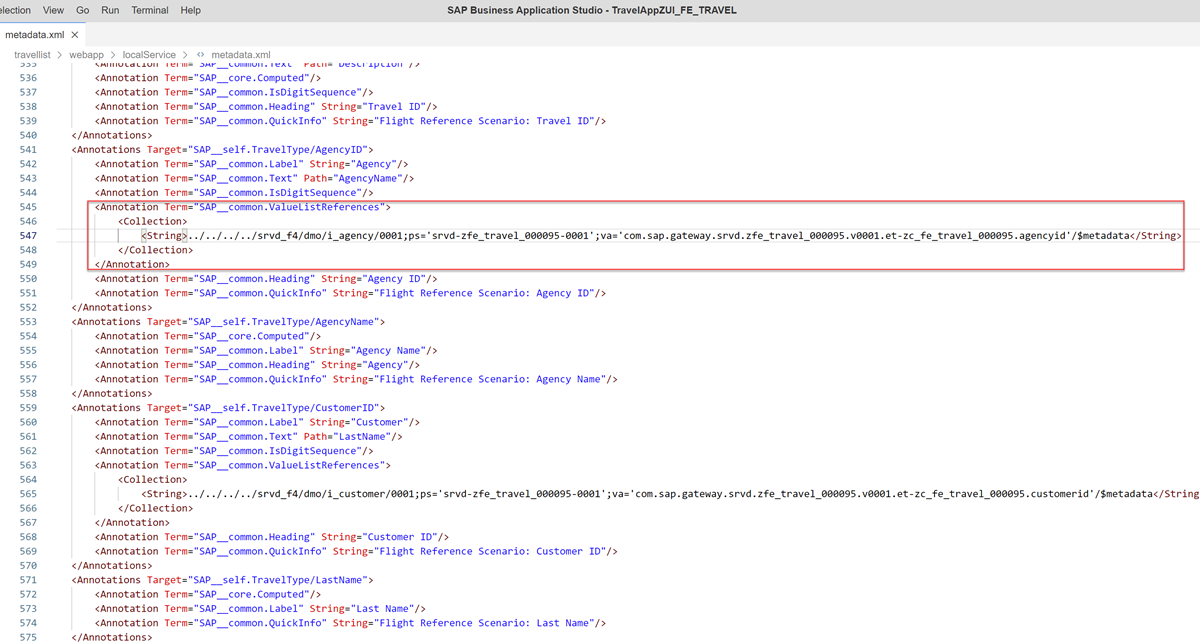 election View Go Run Terminal Help
SAP Business Application Studio - TravelAppZUI_FE_TRAVEL
metadata.xml ×
travellist > webapp > localService > <> metadata.xml
535 <Annotation Term="SAP__common.Text" Path="Description"/>
536 <Annotation Term="SAP__core.Computed"/>
537 <Annotation Term="SAP__common.IsDigitSequence"/>
538 <Annotation Term="SAP__common.Heading" String="Travel ID"/>
539 <Annotation Term="SAP__common.QuickInfo" String="Flight Reference Scenario: Travel ID"/>
540 </Annotations>
541 <Annotations Target="SAP__self.TravelType/AgencyID">
542 <Annotation Term="SAP__common.Label" String="Agency"/>
543 <Annotation Term="SAP__common.Text" Path="AgencyName"/>
544 <Annotation Term="SAP__common.IsDigitSequence"/>
545 <Annotation Term="SAP__common.ValueListReferences">
546 <Collection>
547 <String>../../../../srvd_f4/dmo/i_agency/0001;ps='srvd-zfe_travel_000095-0001';va='com.sap.gateway.srvd.zfe_travel_000095.v0001.et-zc_fe_travel_000095.agencyid'/$metadata</String>
548 </Collection>
549 </Annotation>
550 <Annotation Term="SAP__common.Heading" String="Agency ID"/>
551 <Annotation Term="SAP__common.QuickInfo" String="Flight Reference Scenario: Agency ID"/>
552 </Annotations>
553 <Annotations Target="SAP__self.TravelType/AgencyName">
554 <Annotation Term="SAP__core.Computed"/>
555 <Annotation Term="SAP__common.Label" String="Agency Name"/>
556 <Annotation Term="SAP__common.Heading" String="Agency"/>
557 <Annotation Term="SAP__common.QuickInfo" String="Flight Reference Scenario: Agency Name"/>
558 </Annotations>
559 <Annotations Target="SAP__self.TravelType/CustomerID">
560 <Annotation Term="SAP__common.Label" String="Customer"/>
561 <Annotation Term="SAP__common.Text" Path="LastName"/>
562 <Annotation Term="SAP__common.IsDigitSequence"/>
563 <Annotation Term="SAP__common.ValueListReferences">
564 <Collection>
565 <String>../../../../srvd_f4/dmo/i_customer/0001;ps='srvd-zfe_travel_000095-0001';va='com.sap.gateway.srvd.zfe_travel_000095.v0001.et-zc_fe_travel_000095.customerid'/$metadata</String
566 </Collection>
567 </Annotation>
568 <Annotation Term="SAP__common.Heading" String="Customer ID"/>
569 <Annotation Term="SAP__common.QuickInfo" String="Flight Reference Scenario: Customer ID"/>
570 </Annotations>
571 <Annotations Target="SAP__self.TravelType/LastName">
572 <Annotation Term="SAP__core.Computed"/>
573 <Annotation Term="SAP__common.Label" String="Last Name"/>
574 <Annotation Term="SAP__common.QuickInfo" String="Flight Reference Scenario: Last Name"/>
575 </Annotations>